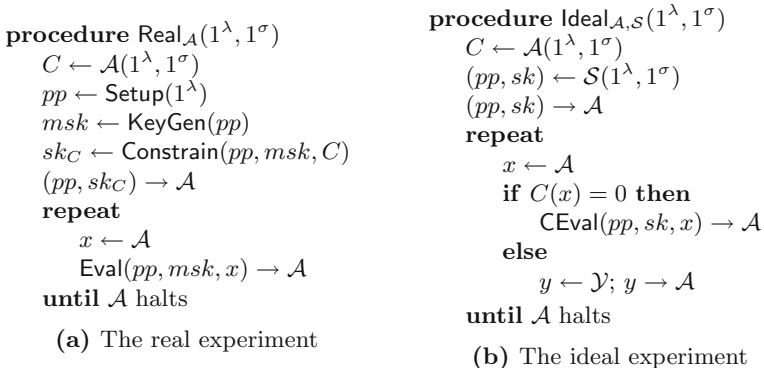 procedure Real𝒜(1^λ, 1^σ)
C ← 𝒜(1^λ, 1^σ)
pp ← Setup(1^λ)
msk ← KeyGen(pp)
sk_C ← Constrain(pp, msk, C)
(pp, sk_C) → 𝒜
repeat
x ← 𝒜
Eval(pp, msk, x) → 𝒜
until 𝒜 halts
(a) The real experiment
procedure Ideal𝒜,𝒮(1^λ, 1^σ)
C ← 𝒜(1^λ, 1^σ)
(pp, sk) ← 𝒮(1^λ, 1^σ)
(pp, sk) → 𝒜
repeat
x ← 𝒜
if C(x) = 0 then
CEval(pp, sk, x) → 𝒜
else
y ← 𝒴; y → 𝒜
until 𝒜 halts
(b) The ideal experiment